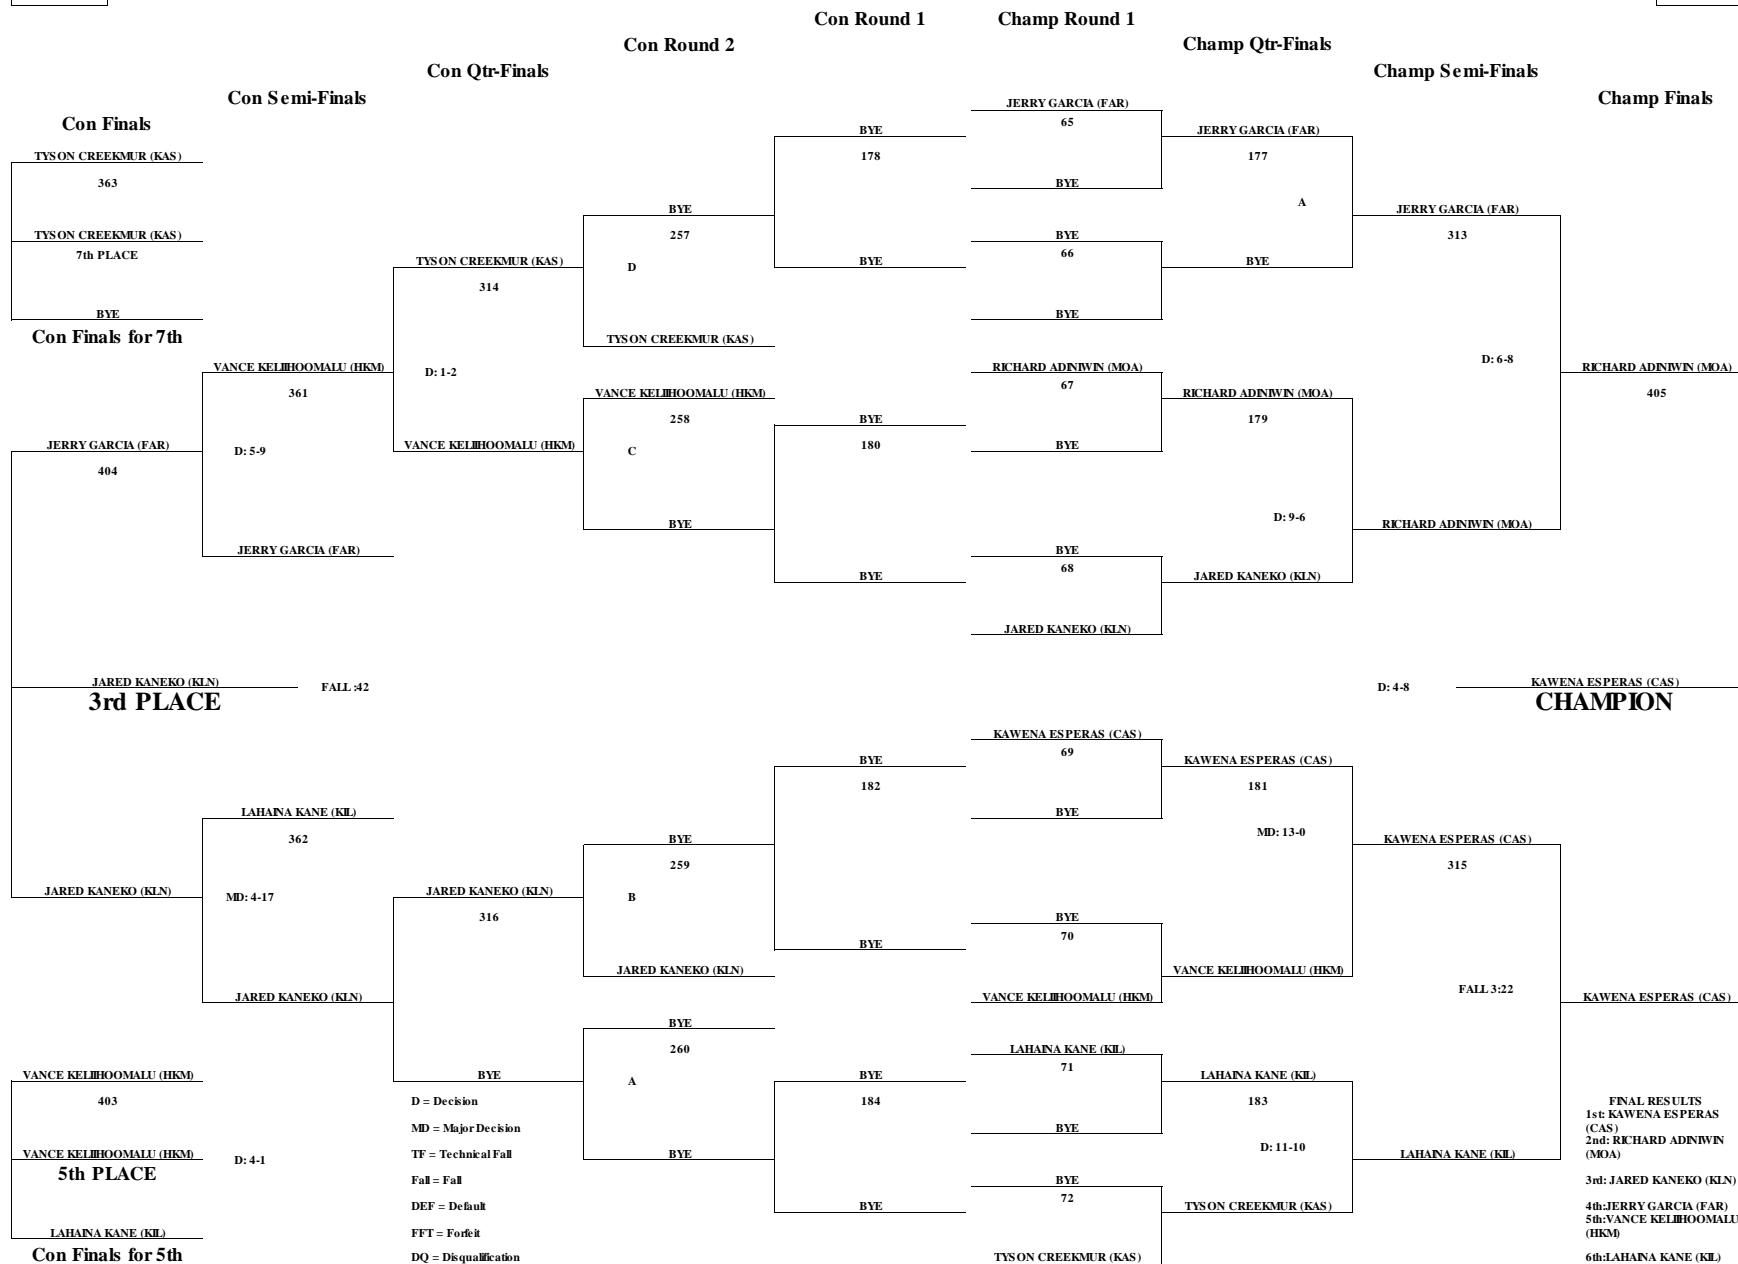 Con Round 1
Champ Round 1
Con Round 2
Champ Qtr-Finals
Con Qtr-Finals
Champ Semi-Finals
Con Semi-Finals
Champ Finals
Con Finals
TYSON CREEKMUR (KAS)
363
TYSON CREEKMUR (KAS)
7th PLACE
BYE
Con Finals for 7th
JERRY GARCIA (FAR)
404
JARED KANEKO (KLN)
3rd PLACE
FALL :42
JARED KANEKO (KLN)
VANCE KELIIHOOMALU (HKM)
403
VANCE KELIIHOOMALU (HKM)
5th PLACE
D: 4-1
LAHAINA KANE (KIL)
Con Finals for 5th
VANCE KELIIHOOMALU (HKM)
361
D: 5-9
JERRY GARCIA (FAR)
LAHAINA KANE (KIL)
362
MD: 4-17
JARED KANEKO (KLN)
TYSON CREEKMUR (KAS)
314
D: 1-2
VANCE KELIIHOOMALU (HKM)
JARED KANEKO (KLN)
316
BYE
D = Decision
MD = Major Decision
TF = Technical Fall
Fall = Fall
DEF = Default
FFT = Forfeit
DQ = Disqualification
BYE
257
D
TYSON CREEKMUR (KAS)
VANCE KELIIHOOMALU (HKM)
258
C
BYE
BYE
259
B
JARED KANEKO (KLN)
BYE
260
A
BYE
BYE
178
BYE
BYE
180
BYE
BYE
182
BYE
BYE
184
BYE
JERRY GARCIA (FAR)
65
BYE
BYE
66
BYE
RICHARD ADINIWIN (MOA)
67
BYE
BYE
68
JARED KANEKO (KLN)
KAWENA ESPERAS (CAS)
69
BYE
BYE
70
VANCE KELIIHOOMALU (HKM)
LAHAINA KANE (KIL)
71
BYE
BYE
72
TYSON CREEKMUR (KAS)
JERRY GARCIA (FAR)
177
A
BYE
RICHARD ADINIWIN (MOA)
179
D: 9-6
JARED KANEKO (KLN)
KAWENA ESPERAS (CAS)
181
MD: 13-0
VANCE KELIIHOOMALU (HKM)
LAHAINA KANE (KIL)
183
D: 11-10
TYSON CREEKMUR (KAS)
JERRY GARCIA (FAR)
313
D: 6-8
RICHARD ADINIWIN (MOA)
KAWENA ESPERAS (CAS)
315
FALL 3:22
LAHAINA KANE (KIL)
RICHARD ADINIWIN (MOA)
405
D: 4-8
KAWENA ESPERAS (CAS)
CHAMPION
KAWENA ESPERAS (CAS)
FINAL RESULTS
1st: KAWENA ESPERAS
(CAS)
2nd: RICHARD ADINIWIN
(MOA)
3rd: JARED KANEKO (KLN)
4th:JERRY GARCIA (FAR)
5th:VANCE KELIIHOOMALU
(HKM)
6th:LAHAINA KANE (KIL)